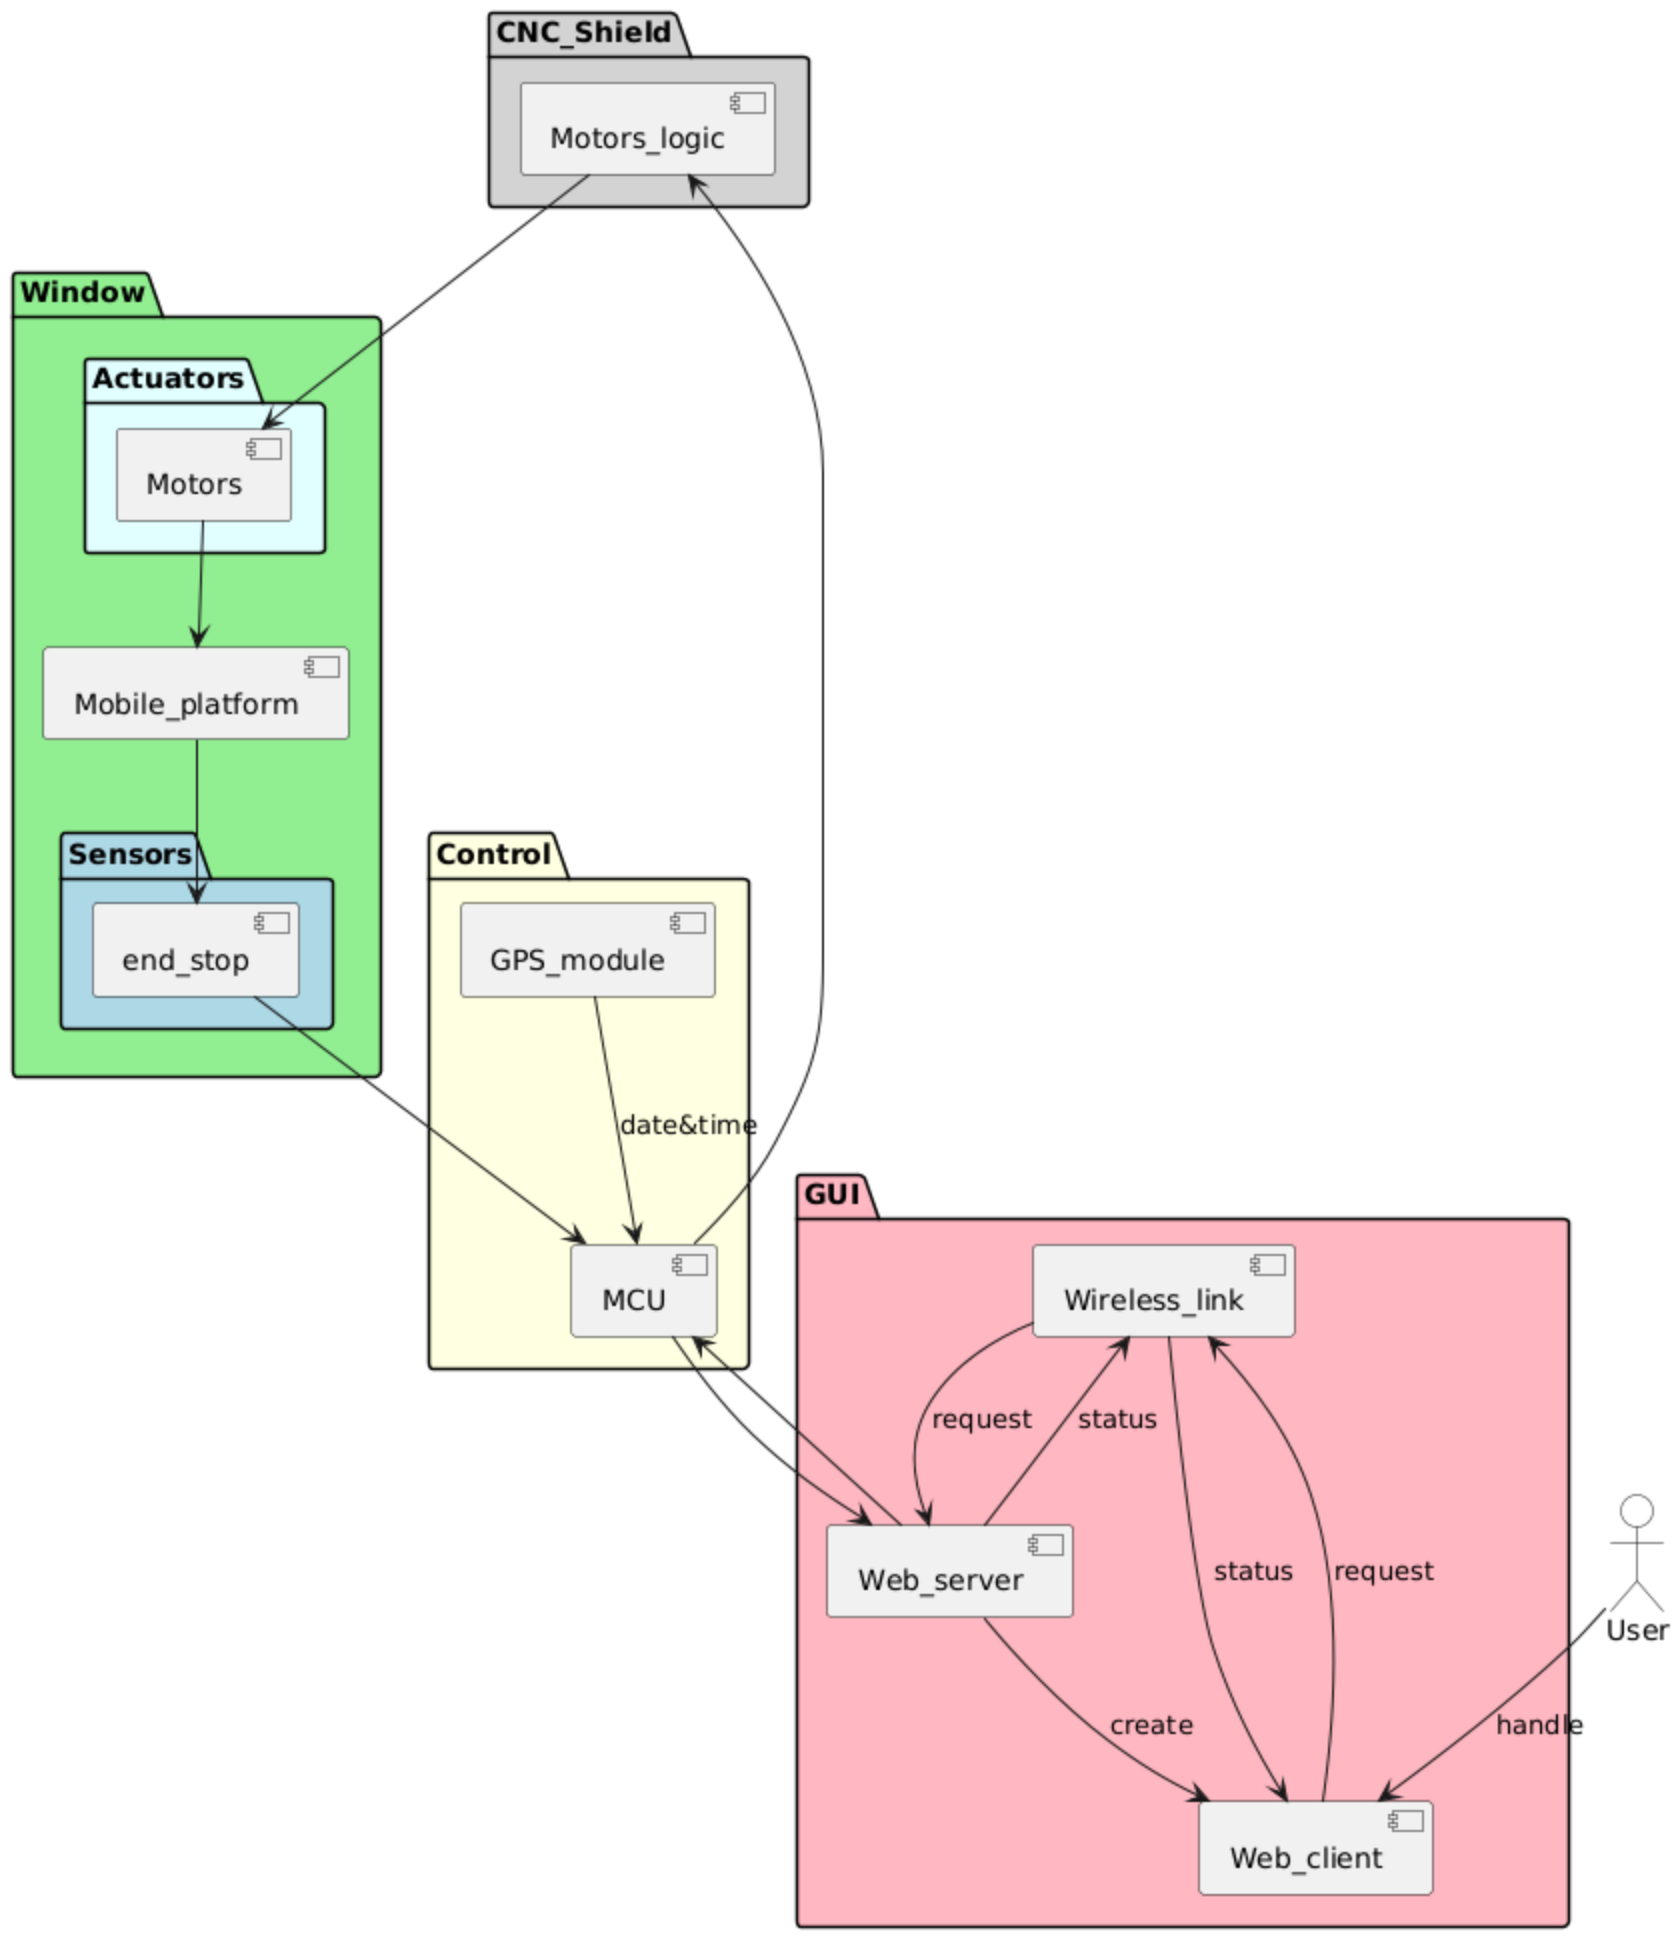 CNC_Shield
Motors_logic
Window
Actuators
Motors
Mobile_platform
Sensors
end_stop
Control
GPS_module
date&time
MCU
GUI
Wireless_link
request
status
Web_server
status
request
User
create
handle
Web_client